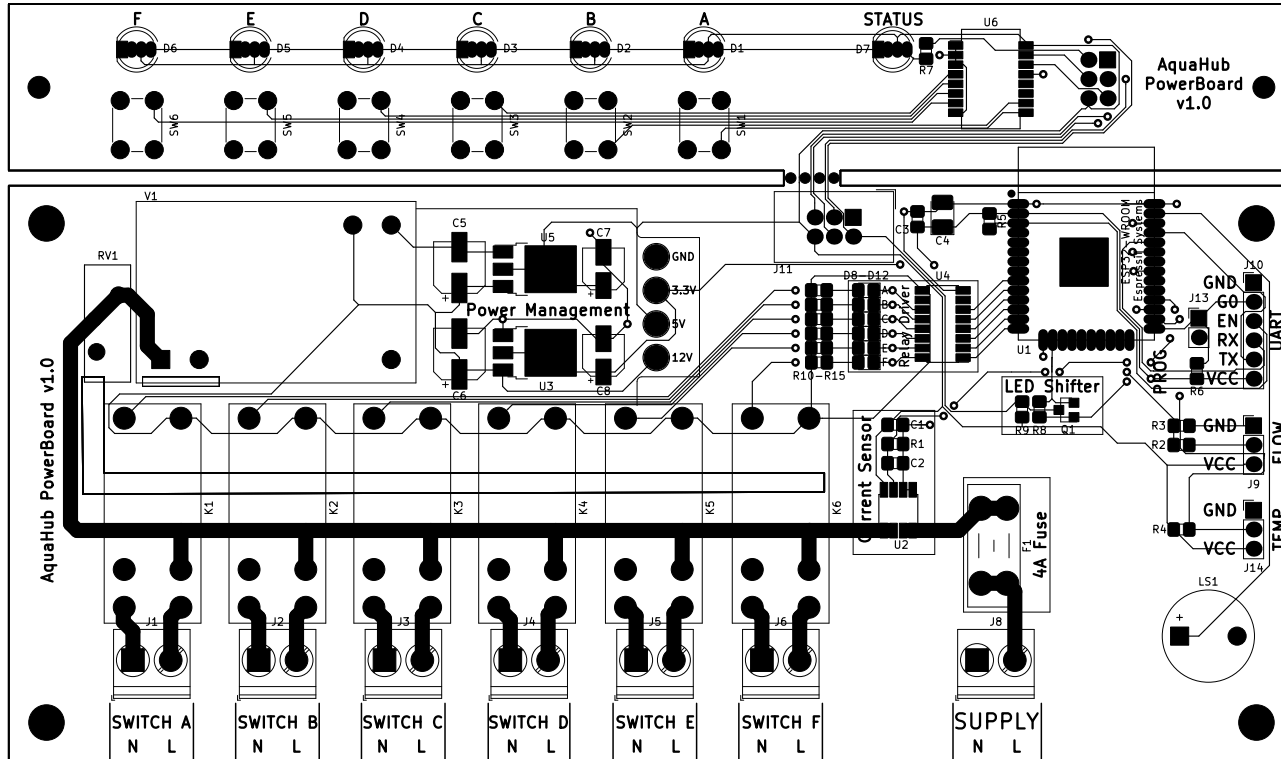 F E D C B A STATUS U6
D6 D5 D4 D3 D2 D1 D7
R7
AquaHub
PowerBoard
v1.0
SW6 SW5 SW4 SW3 SW2 SW1
V1
C5 U5 C7
RV1
GND
3.3V
5V
12V
+ +
Power Management
+ +
C6 U3 C8
J11
C3 C4 R5
ESP32-WROOM
Espressif Systems
U1
D8-D12 U4
A
B
C
D
E
F
Relay Driver
R10-R15
J10
GND
GO
EN
RX
TX
VCC
UART
J13
PROG
R6
LED Shifter
R9 R8 Q1
Current Sensor
C1
R1
C2
U2
R3 GND
R2
VCC
FLOW
J9
GND
R4
VCC
TEMP
J14
LS1
+
AquaHub PowerBoard v1.0
K1 K2 K3 K4 K5 K6
F1
4A Fuse
J1 J2 J3 J4 J5 J6 J8
SWITCH A SWITCH B SWITCH C SWITCH D SWITCH E SWITCH F SUPPLY
N L N L N L N L N L N L N L